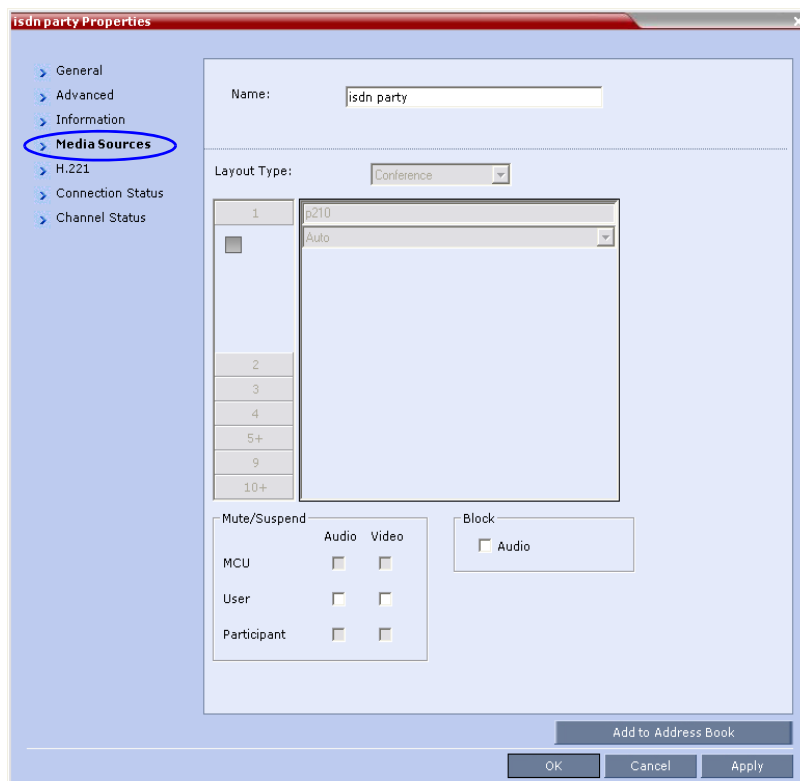 isdn party Properties
General
Advanced
Information
Media Sources
H.221
Connection Status
Channel Status
Name: isdn party
Layout Type: Conference
1 p210
Auto
2
3
4
5+
9
10+
Mute/Suspend
Audio Video
MCU
User
Participant
Block
Audio
Add to Address Book
OK Cancel Apply